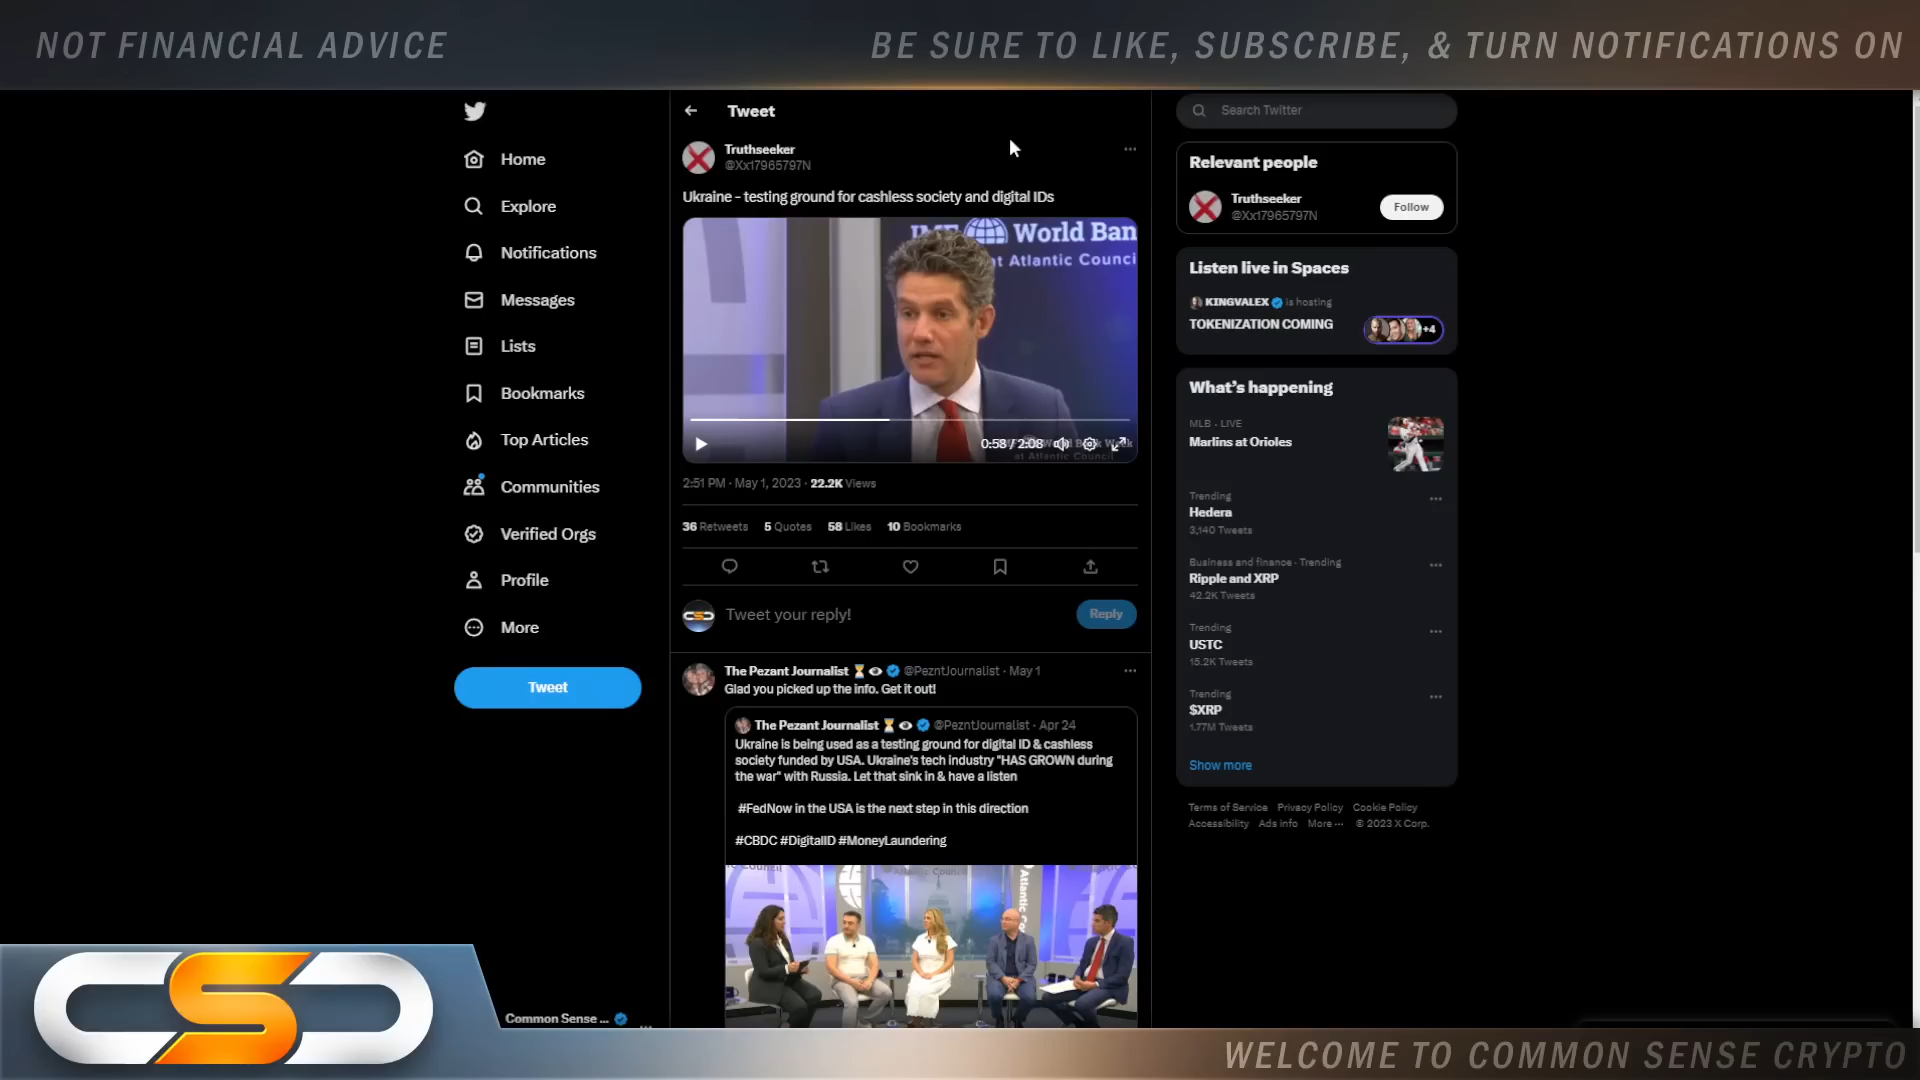 NOT FINANCIAL ADVICE
BE SURE TO LIKE, SUBSCRIBE, & TURN NOTIFICATIONS ON
Home
Explore
Notifications
Messages
Lists
Bookmarks
Top Articles
Communities
Verified Orgs
Profile
More
Tweet
Common Sense ...
Tweet
Truthseeker
@Xx17965797N
Ukraine - testing ground for cashless society and digital IDs
World Ban
at Atlantic Counci
0:58 / 2:08
at Atlantic Council
2:51 PM · May 1, 2023 · 22.2K Views
36 Retweets 5 Quotes 58 Likes 10 Bookmarks
Tweet your reply!
Reply
The Pezant Journalist @PezntJournalist · May 1
Glad you picked up the info. Get it out!
The Pezant Journalist @PezntJournalist · Apr 24
Ukraine is being used as a testing ground for digital ID & cashless
society funded by USA. Ukraine's tech industry "HAS GROWN during
the war" with Russia. Let that sink in & have a listen
#FedNow in the USA is the next step in this direction
#CBDC #DigitalID #MoneyLaundering
Atlantic Co
Search Twitter
Relevant people
Truthseeker
@Xx17965797N
Follow
Listen live in Spaces
KINGVALEX is hosting
TOKENIZATION COMING
+4
What's happening
MLB · LIVE
Marlins at Orioles
Trending
Hedera
3,140 Tweets
Business and finance · Trending
Ripple and XRP
42.2K Tweets
Trending
USTC
15.2K Tweets
Trending
$XRP
1.77M Tweets
Show more
Terms of Service Privacy Policy Cookie Policy
Accessibility Ads info More ··· © 2023 X Corp.
CSC
WELCOME TO COMMON SENSE CRYPTO